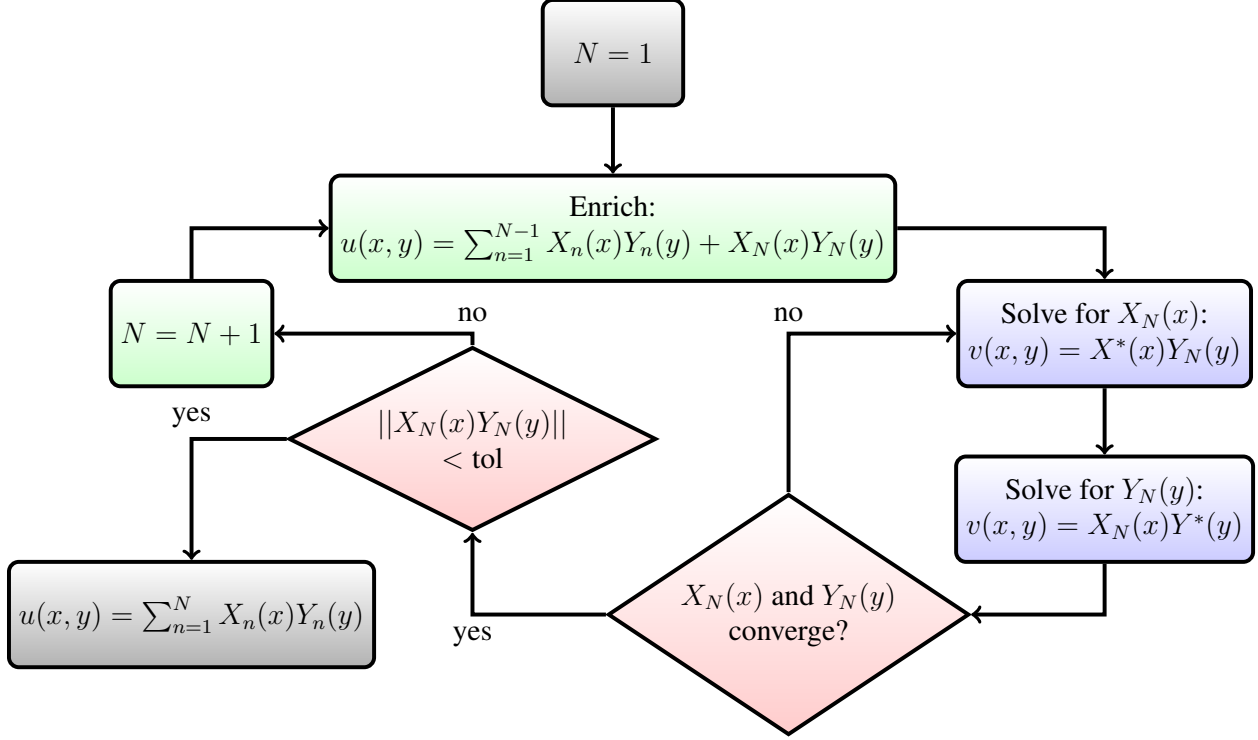 N = 1
Enrich:
u(x, y) = ∑_{n=1}^{N−1} X_n(x)Y_n(y) + X_N(x)Y_N(y)
N = N + 1
no
no
Solve for X_N(x):
v(x, y) = X*(x)Y_N(y)
yes
||X_N(x)Y_N(y)||
< tol
Solve for Y_N(y):
v(x, y) = X_N(x)Y*(y)
u(x, y) = ∑_{n=1}^{N} X_n(x)Y_n(y)
yes
X_N(x) and Y_N(y)
converge?